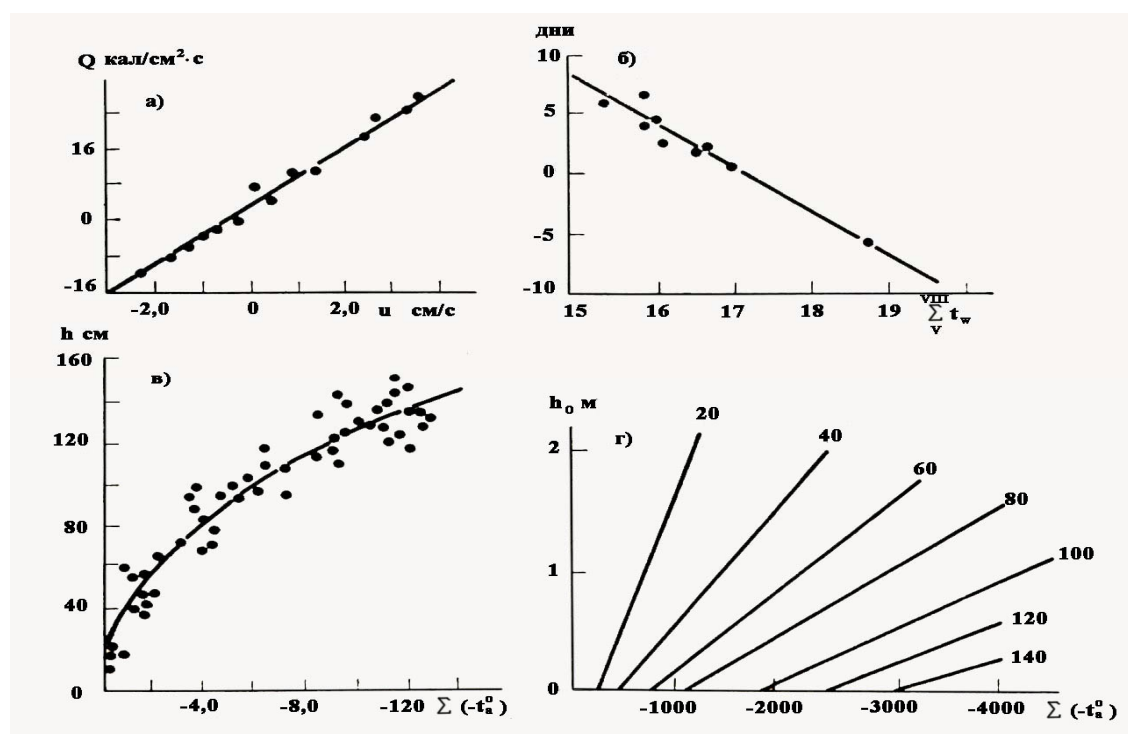 Q кал/см²·с
а)
16
0
-16
-2,0 0 2,0 u см/с
дни
б)
10
5
0
-5
-10
15 16 17 18 19 VIII Σ V t_w
h см
в)
160
120
80
40
0
-4,0 -8,0 -120 Σ (-t°ₐ)
h₀ м
г)
2
1
0
20
40
60
80
100
120
140
-1000 -2000 -3000 -4000 Σ (-t°ₐ)